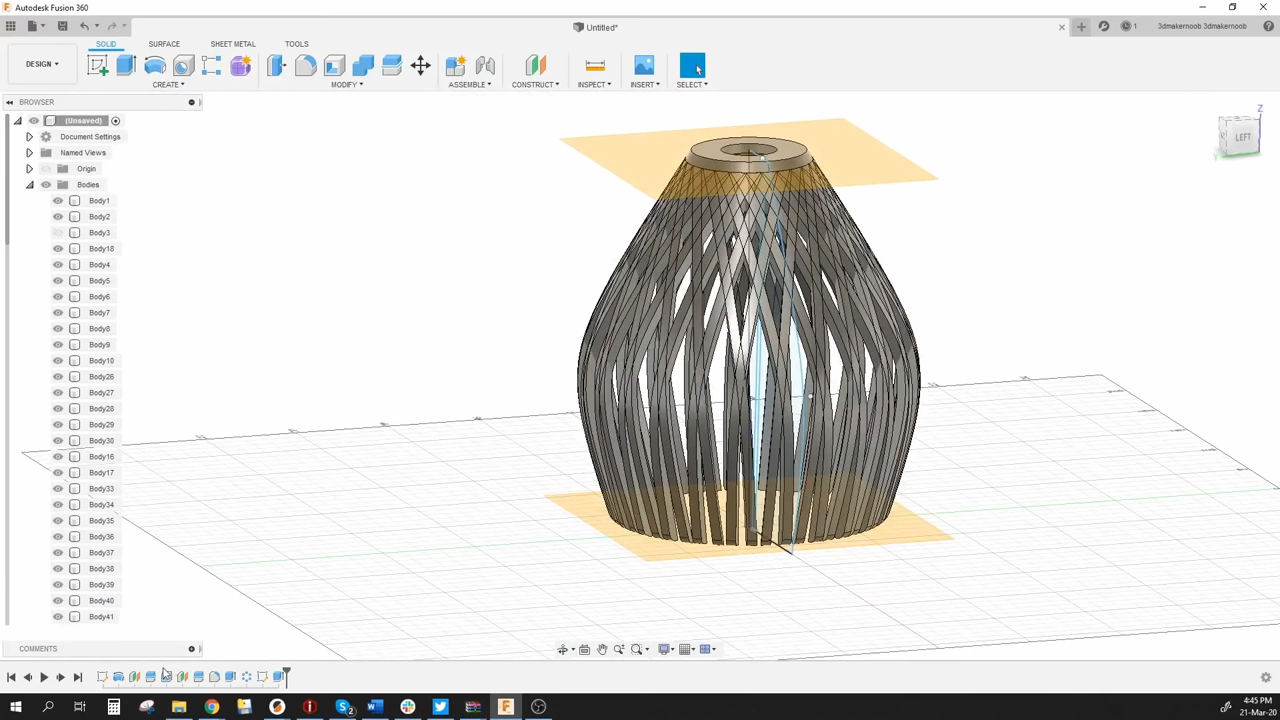 Autodesk Fusion 360
Untitled*
1
3dmakernoob 3dmakernoob
DESIGN
SOLID
SURFACE
SHEET METAL
TOOLS
CREATE
MODIFY
ASSEMBLE
CONSTRUCT
INSPECT
INSERT
SELECT
BROWSER
(Unsaved)
Document Settings
Named Views
Origin
Bodies
Body1
Body2
Body3
Body18
Body4
Body5
Body6
Body7
Body8
Body9
Body10
Body26
Body27
Body28
Body29
Body30
Body16
Body17
Body33
Body34
Body35
Body36
Body37
Body38
Body39
Body40
Body41
Z
LEFT
COMMENTS
2
4:45 PM
21-Mar-20